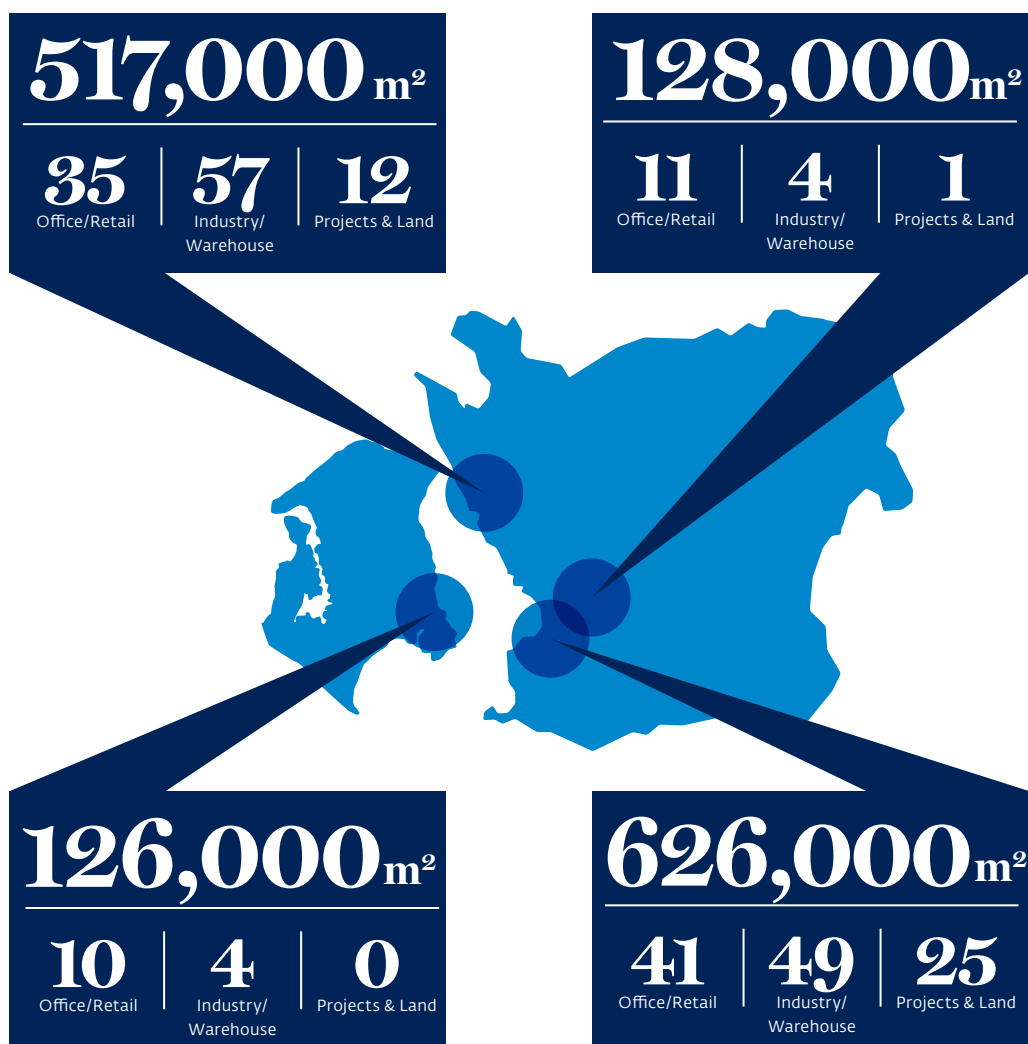 517,000 m²
35
57
12
Office/Retail
Industry/
Warehouse
Projects & Land
128,000 m²
11
4
1
Office/Retail
Industry/
Warehouse
Projects & Land
126,000 m²
10
4
0
Office/Retail
Industry/
Warehouse
Projects & Land
626,000 m²
41
49
25
Office/Retail
Industry/
Warehouse
Projects & Land